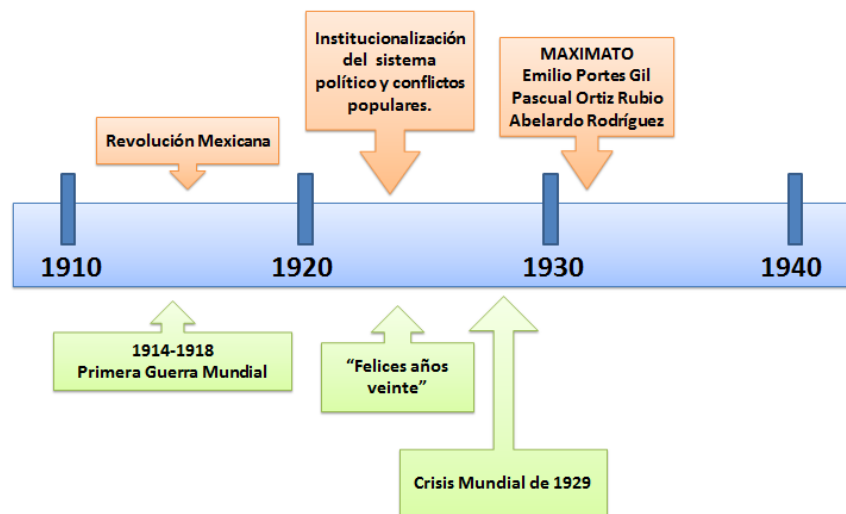 Institucionalización
del sistema
político y conflictos
populares.
MAXIMATO
Emilio Portes Gil
Pascual Ortiz Rubio
Abelardo Rodríguez
Revolución Mexicana
1910
1920
1930
1940
1914-1918
Primera Guerra Mundial
“Felices años
veinte”
Crisis Mundial de 1929